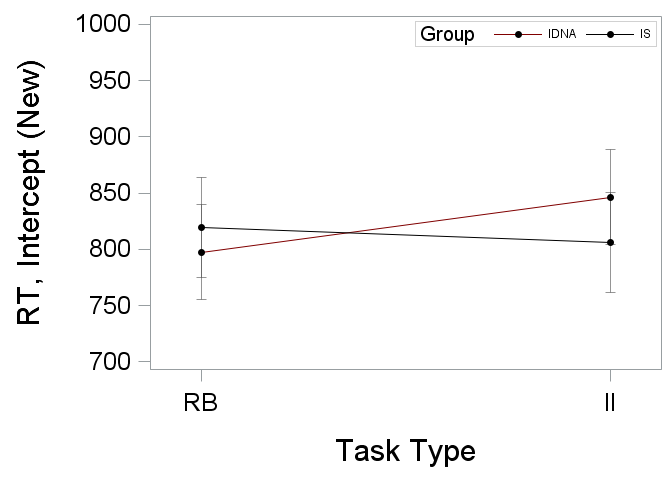 Group IDNA IS
RT, Intercept (New)
1000
950
900
850
800
750
700
RB II
Task Type